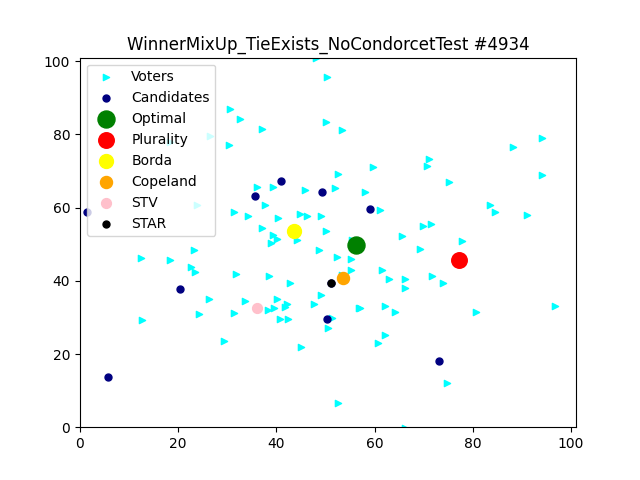 WinnerMixUp_TieExists_NoCondorcetTest #4934
100
80
60
40
20
0
Voters
Candidates
Optimal
Plurality
Borda
Copeland
STV
STAR
0 20 40 60 80 100